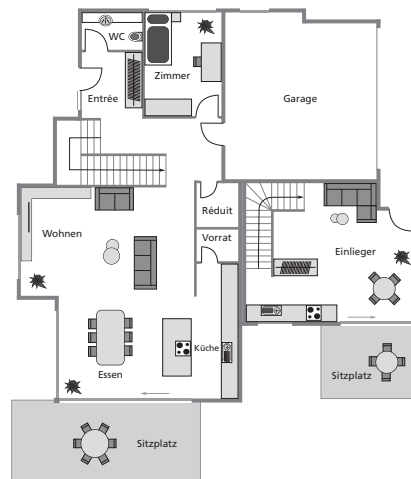 WC
Zimmer
Entrée
Garage
Réduit
Wohnen
Vorrat
Einlieger
Küche
Essen
Sitzplatz
Sitzplatz